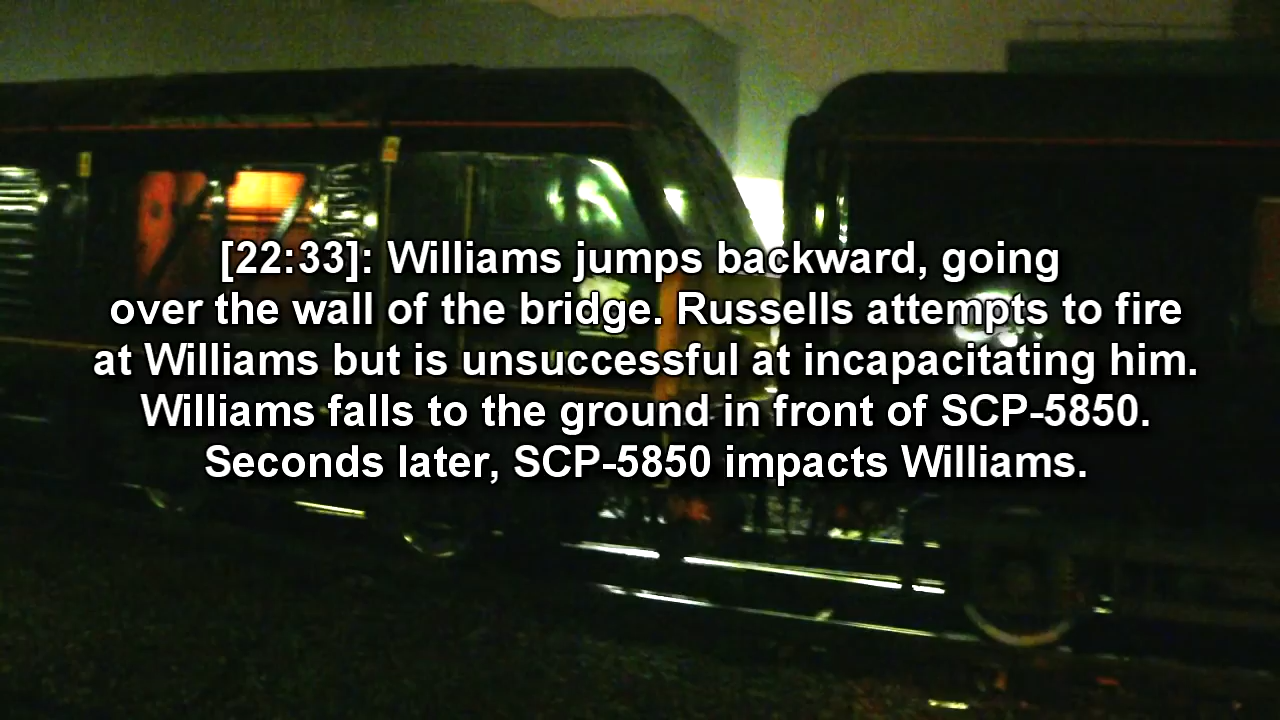 [22:33]: Williams jumps backward, going
over the wall of the bridge. Russells attempts to fire
at Williams but is unsuccessful at incapacitating him.
Williams falls to the ground in front of SCP-5850.
Seconds later, SCP-5850 impacts Williams.